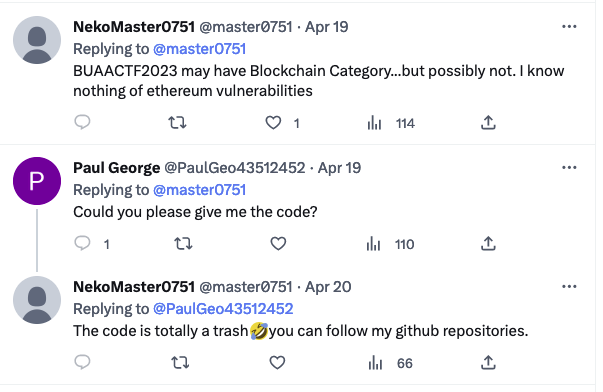 NekoMaster0751 @master0751 · Apr 19
Replying to @master0751
BUAACTF2023 may have Blockchain Category...but possibly not. I know
nothing of ethereum vulnerabilities
1 114
P
Paul George @PaulGeo43512452 · Apr 19
Replying to @master0751
Could you please give me the code?
1 110
NekoMaster0751 @master0751 · Apr 20
Replying to @PaulGeo43512452
The code is totally a trash🤣you can follow my github repositories.
66